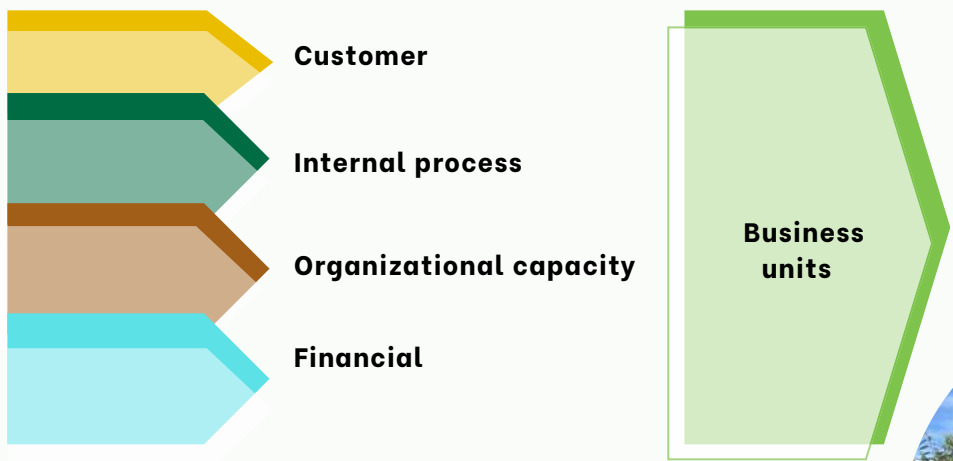 Customer
Internal process
Organizational capacity
Financial
Business
units